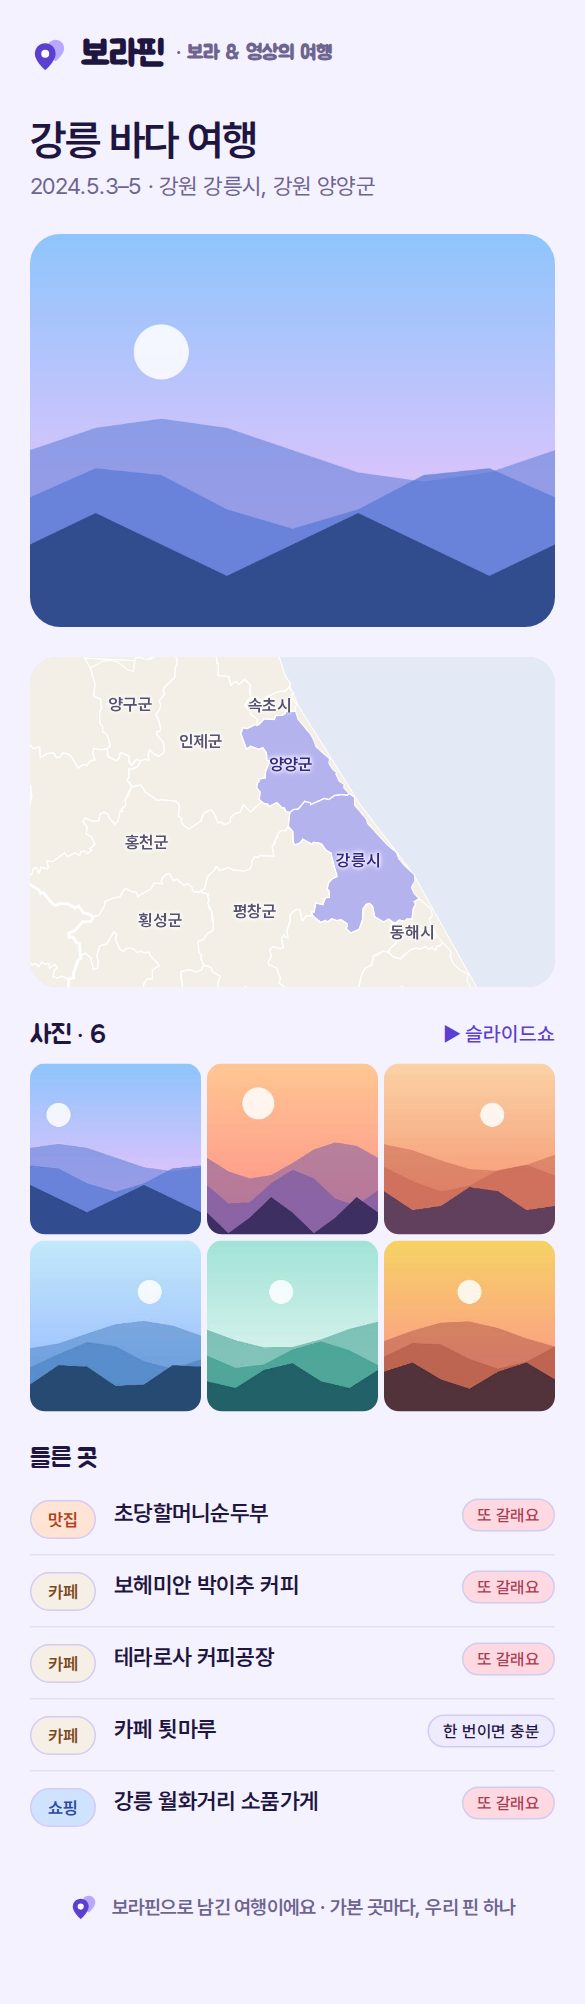 보라핀 · 보라 & 영상의 여행
강릉 바다 여행
2024.5.3–5 · 강원 강릉시, 강원 양양군
양구군
속초시
인제군
양양군
홍천군
강릉시
평창군
횡성군
동해시
사진 · 6 ▶ 슬라이드쇼
들른 곳
맛집 초당할머니순두부 또 갈래요
카페 보헤미안 박이추 커피 또 갈래요
카페 테라로사 커피공장 또 갈래요
카페 카페 툇마루 한 번이면 충분
쇼핑 강릉 월화거리 소품가게 또 갈래요
보라핀으로 남긴 여행이에요 · 가본 곳마다, 우리 핀 하나